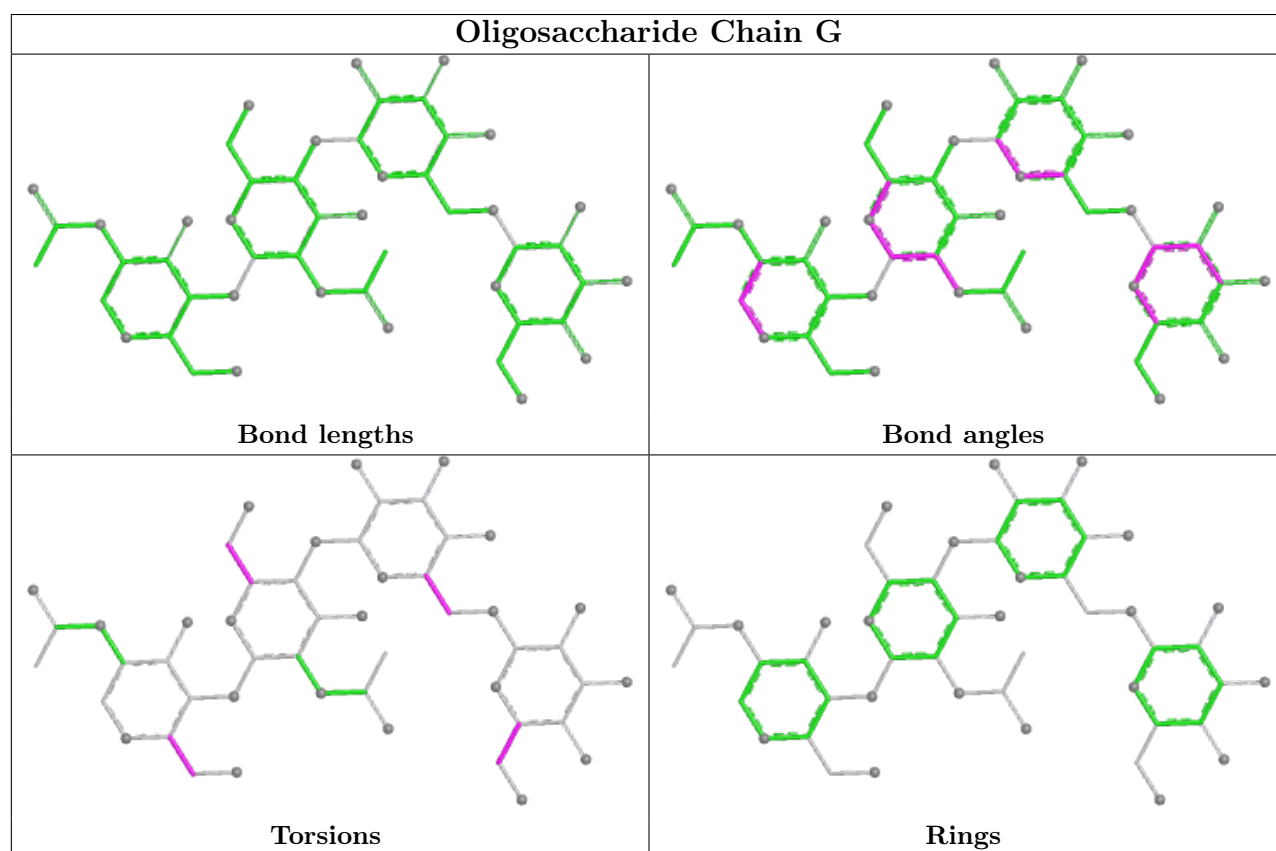 Oligosaccharide Chain G
Bond lengths
Bond angles
Torsions
Rings